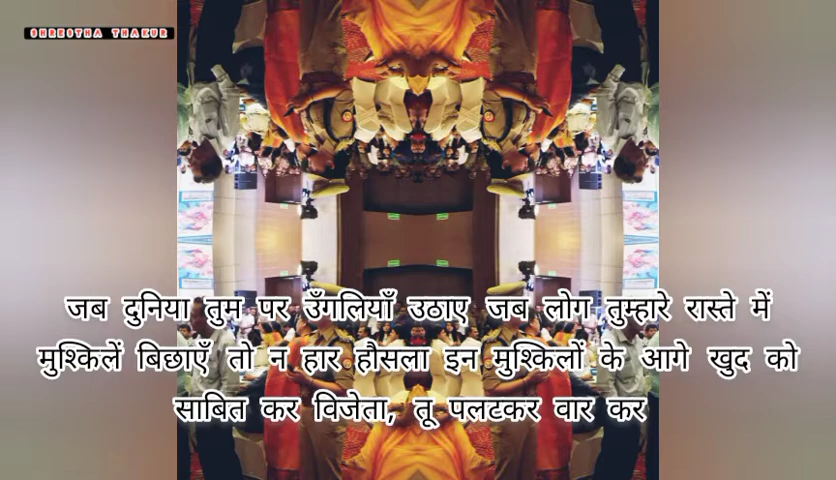 SHRESTHA THAKUR
जब दुनिया तुम पर उँगलियाँ उठाए जब लोग तुम्हारे रास्ते में
मुश्किलें बिछाएँ तो न हार हौसला इन मुश्किलों के आगे खुद को
साबित कर विजेता, तू पलटकर वार कर